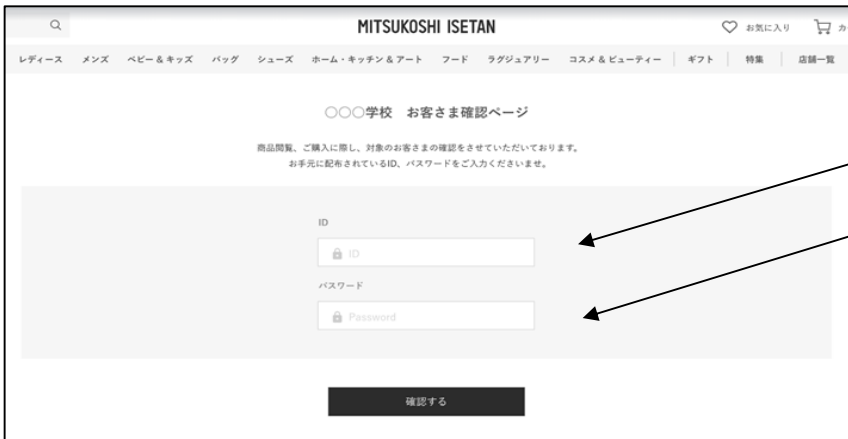 MITSUKOSHI ISETAN
お気に入り
レディース メンズ ベビー & キッズ バッグ シューズ ホーム・キッチン & アート フード ラグジュアリー コスメ & ビューティー ギフト 特集 店舗一覧
〇〇〇学校 お客さま確認ページ
商品閲覧、ご購入に際し、対象のお客さまの確認をさせていただいております。
お手元に配布されているID、パスワードをご入力くださいませ。
ID
ID
パスワード
Password
確認する